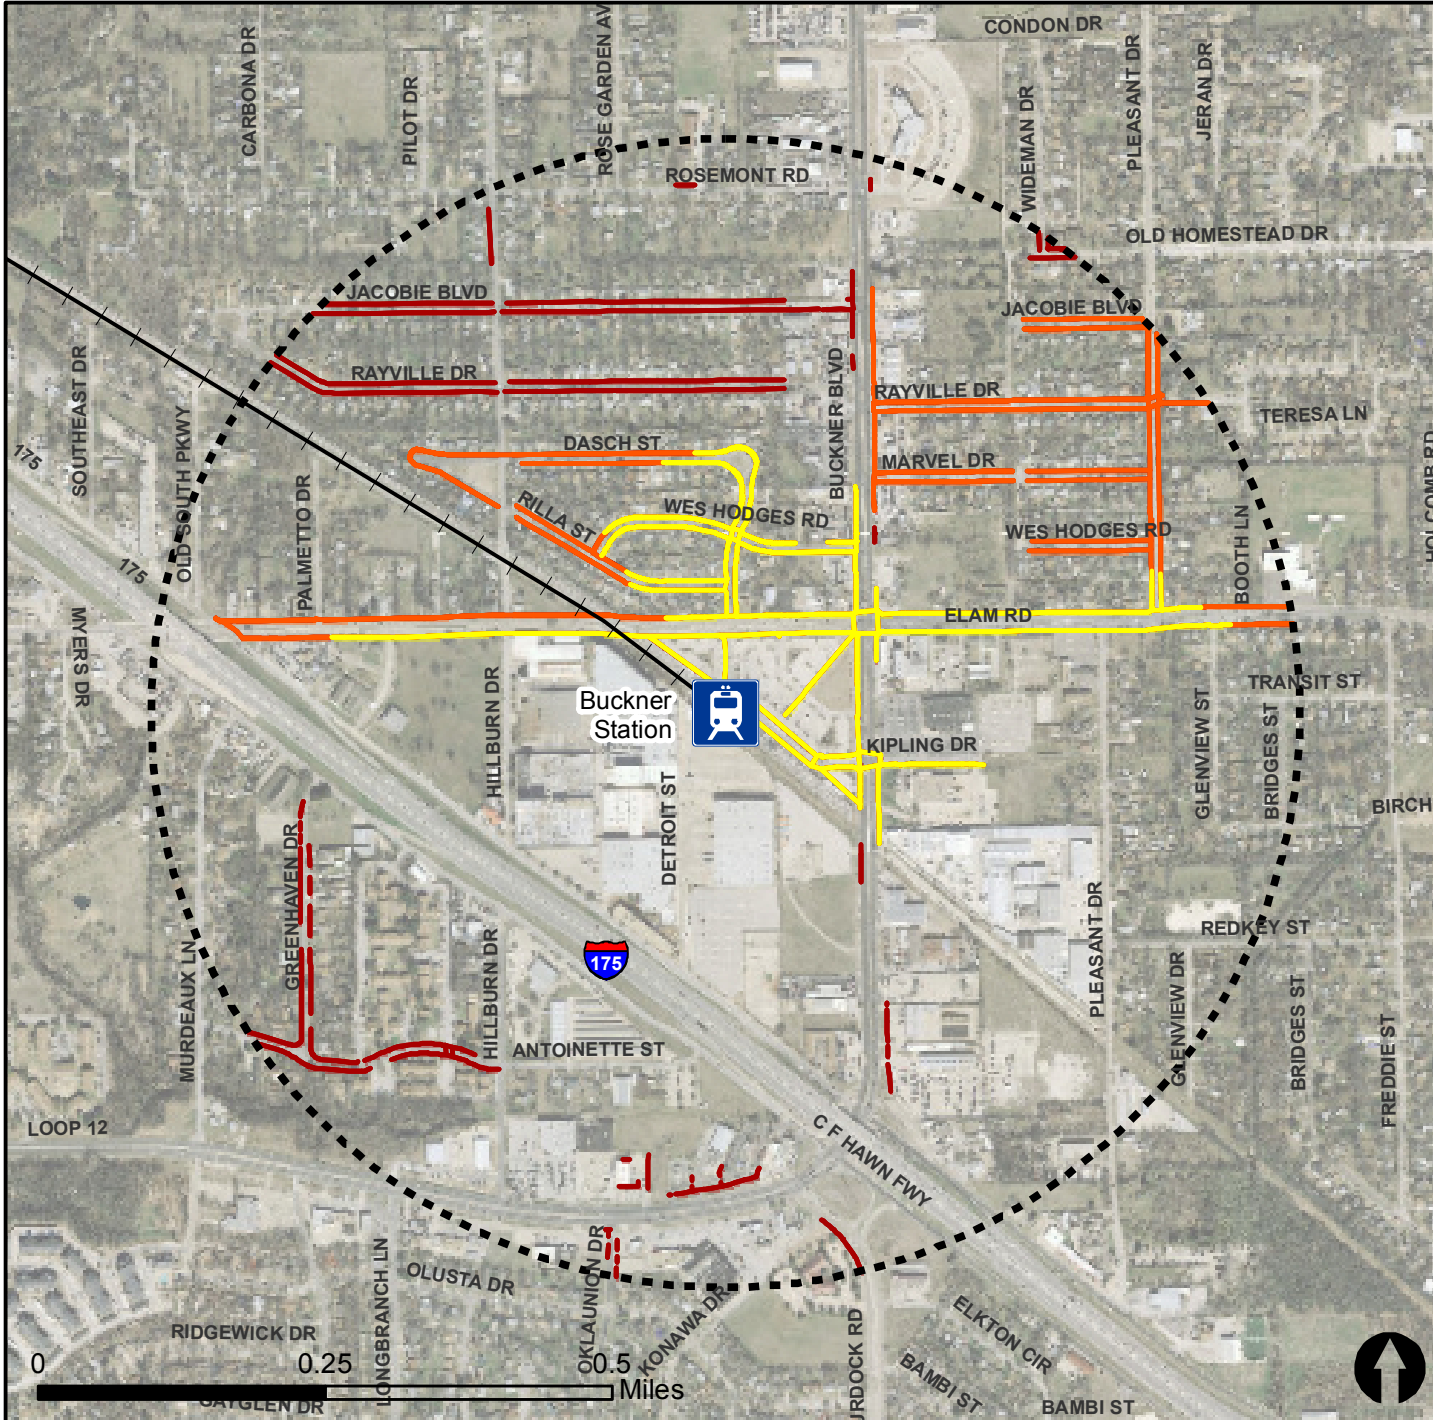 CONDON DR
CARBONA DR
PILOT DR
ROSE GARDEN AV
WIDEMAN DR
PLEASANT DR
JERAN DR
ROSEMONT RD
OLD HOMESTEAD DR
JACOBIE BLVD
JACOBIE BLVD
SOUTHEAST DR
RAYVILLE DR
BUCKNER BLVD
RAYVILLE DR
TERESA LN
OLD SOUTH PKWY
175
DASCH ST
MARVEL DR
HOLCOMB RD
PALMETTO DR
RILLA ST
WES HODGES RD
WES HODGES RD
BOOTH LN
175
MYERS DR
ELAM RD
HILLBURN DR
Buckner
Station
TRANSIT ST
GLENVIEW ST
BRIDGES ST
KIPLING DR
DETROIT ST
BIRCH
GREENHAVEN DR
PLEASANT DR
REDKEY ST
MURDEAUX LN
HILLBURN DR
175
GLENVIEW DR
BRIDGES ST
FREDDIE ST
ANTOINETTE ST
LOOP 12
C F HAWN FWY
LONGBRANCH LN
OLUSTA DR
OKLAUNION DR
KONAWA DR
URDOCK RD
ELKTON CIR
RIDGEWICK DR
BAMBI ST
BAMBI ST
0 0.25 0.5
Miles
GAYGLEN DR